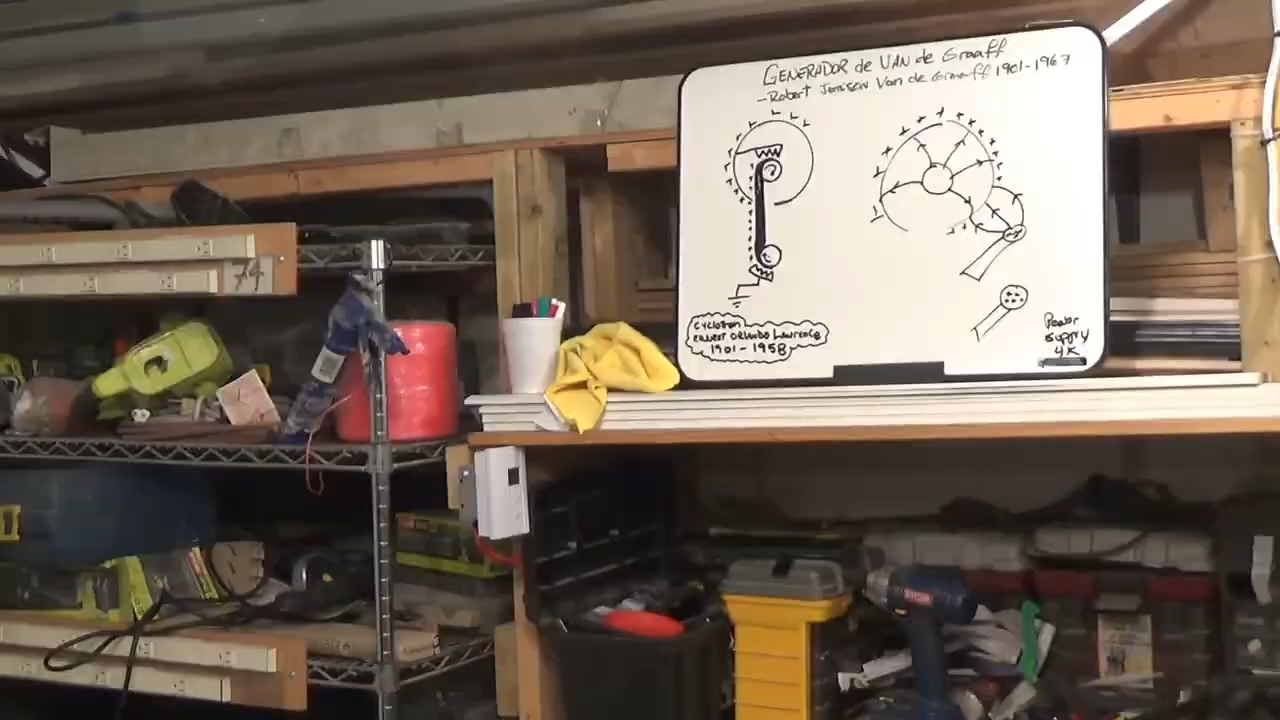 GENERADOR de VAN de Graaff
-Robert Jemison Van de Graaff 1901-1967
Cyclotron
ERNEST ORLANDO LAWRENCE
1901-1958
Power
supply
4K